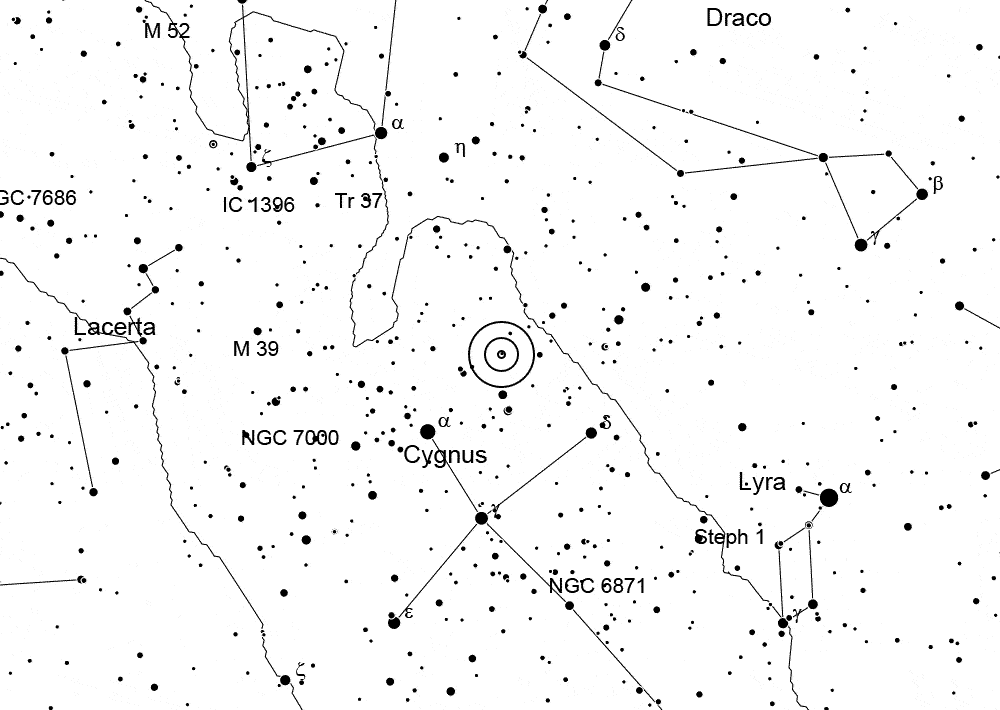 Draco
M 52
δ
α
η
ζ
β
GC 7686
IC 1396
Tr 37
γ
Lacerta
M 39
α
δ
NGC 7000
Cygnus
Lyra
α
γ
Steph 1
NGC 6871
ε
γ
ζ